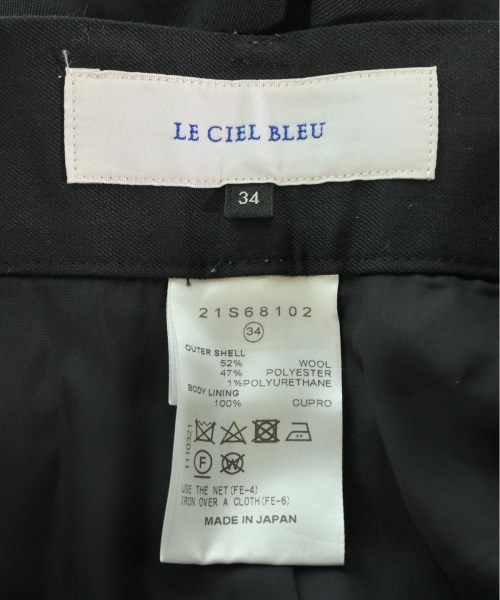 LE CIEL BLEU
34
21S68102
34
OUTER SHELL
52% WOOL
47% POLYESTER
1% POLYURETHANE
BODY LINING
100% CUPRO
1110321
F W
USE THE NET(FE-4)
IRON OVER A CLOTH(FE-6)
MADE IN JAPAN